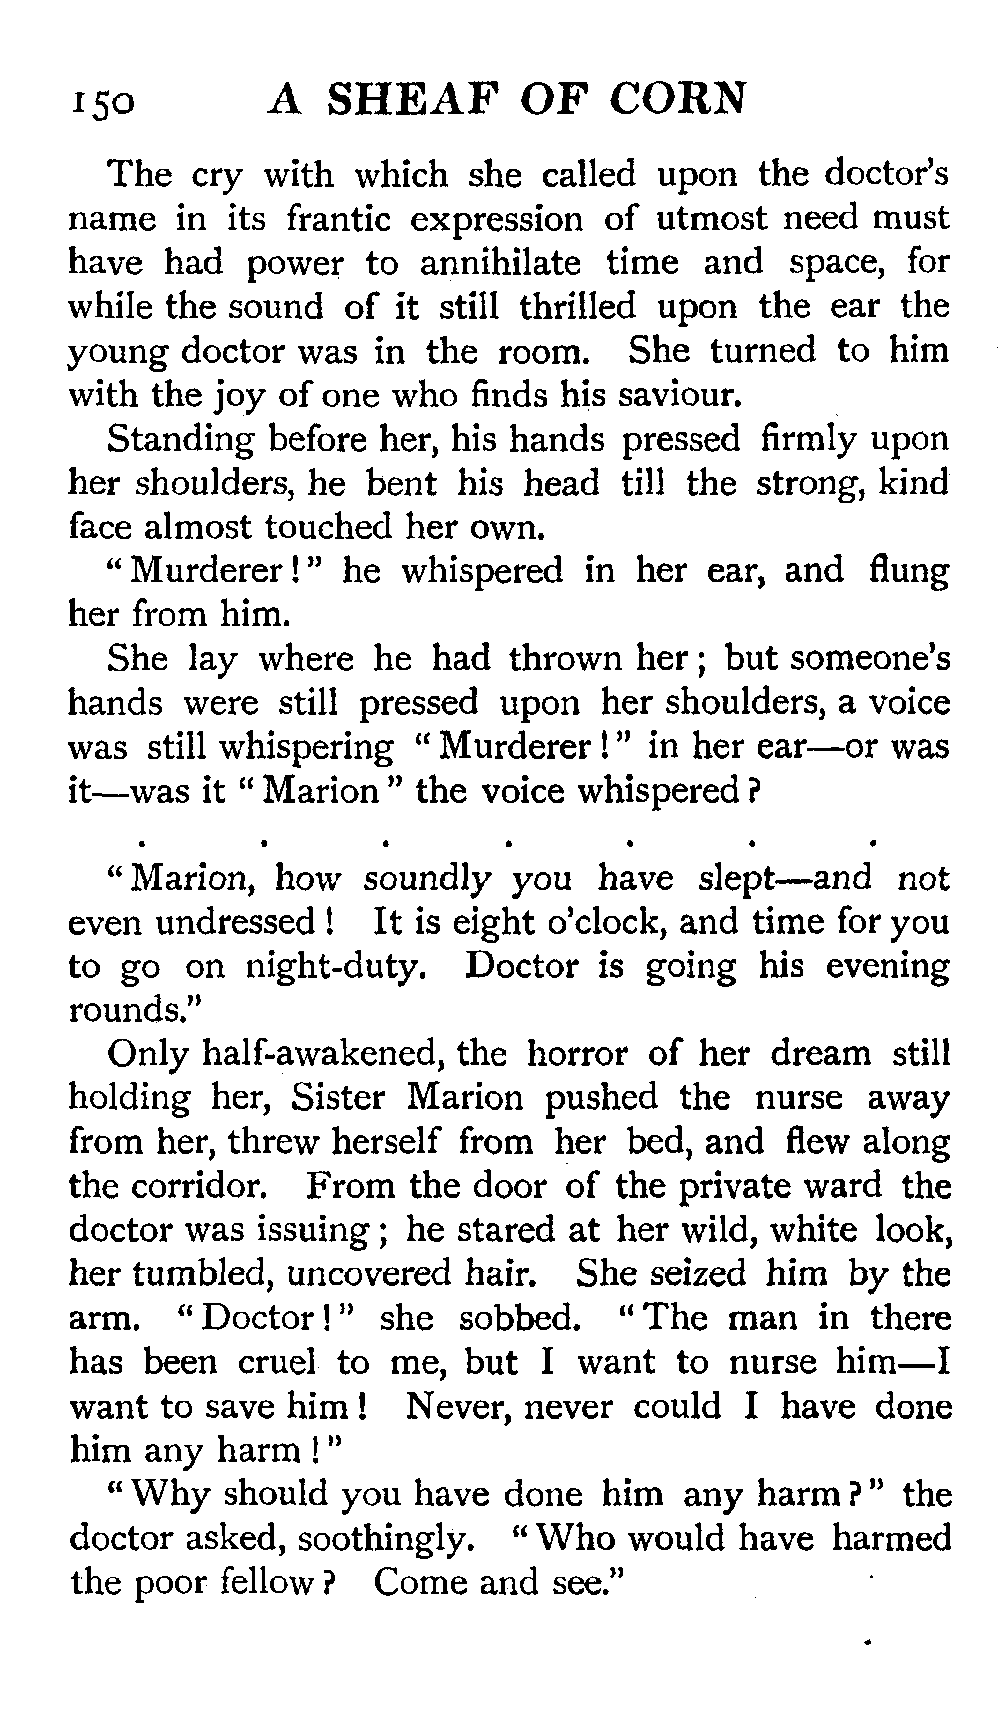 150 A SHEAF OF CORN
The cry with which she called upon the doctor's
name in its frantic expression of utmost need must
have had power to annihilate time and space, for
while the sound of it still thrilled upon the ear the
young doctor was in the room. She turned to him
with the joy of one who finds his saviour.
Standing before her, his hands pressed firmly upon
her shoulders, he bent his head till the strong, kind
face almost touched her own.
"Murderer!" he whispered in her ear, and flung
her from him.
She lay where he had thrown her; but someone's
hands were still pressed upon her shoulders, a voice
was still whispering "Murderer!" in her ear—or was
it—was it "Marion" the voice whispered?
. . . . . . .
"Marion, how soundly you have slept—and not
even undressed! It is eight o'clock, and time for you
to go on night-duty. Doctor is going his evening
rounds."
Only half-awakened, the horror of her dream still
holding her, Sister Marion pushed the nurse away
from her, threw herself from her bed, and flew along
the corridor. From the door of the private ward the
doctor was issuing; he stared at her wild, white look,
her tumbled, uncovered hair. She seized him by the
arm. "Doctor!" she sobbed. "The man in there
has been cruel to me, but I want to nurse him—I
want to save him! Never, never could I have done
him any harm!"
"Why should you have done him any harm?" the
doctor asked, soothingly. "Who would have harmed
the poor fellow? Come and see."